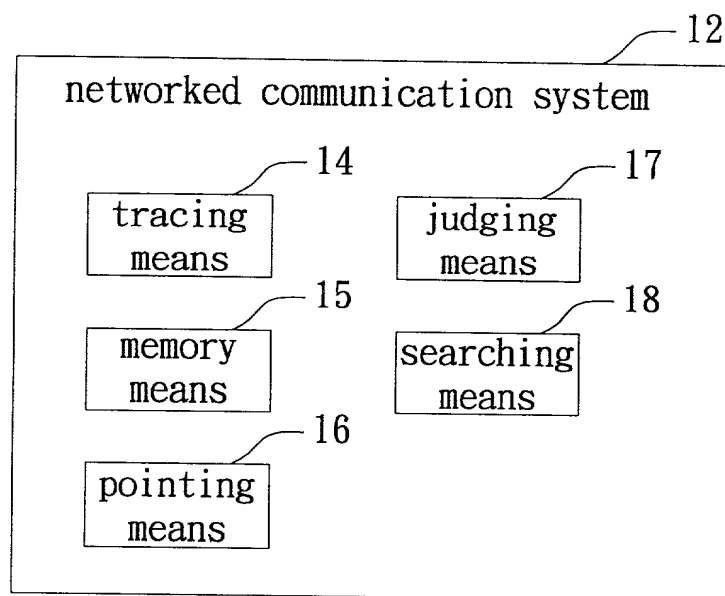 12
networked communication system
14
tracing
means
17
judging
means
15
memory
means
18
searching
means
16
pointing
means